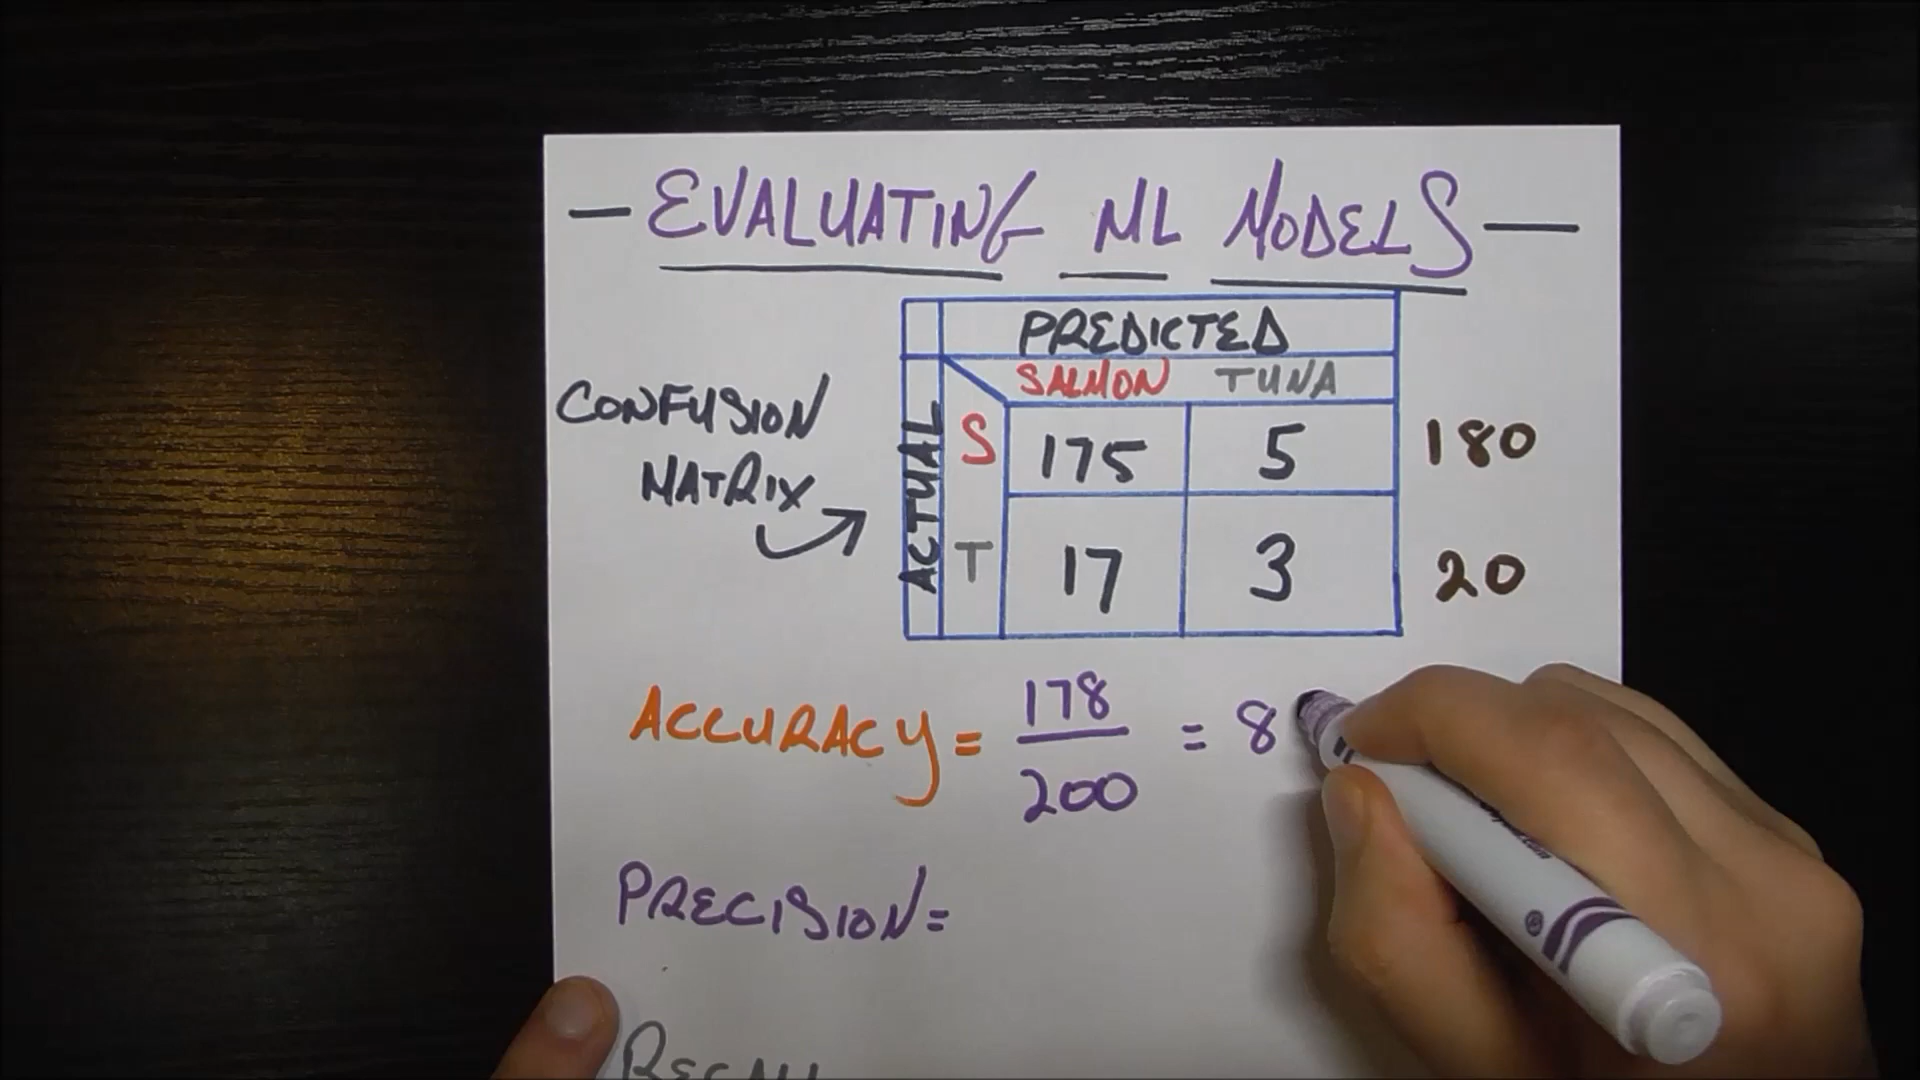 — EVALUATING ML MODELS —
PREDICTED
SALMON TUNA
CONFUSION
MATRIX
ACTUAL
S 175 5 180
T 17 3 20
ACCURACY = 178/200 = 8
PRECISION=
RECALL